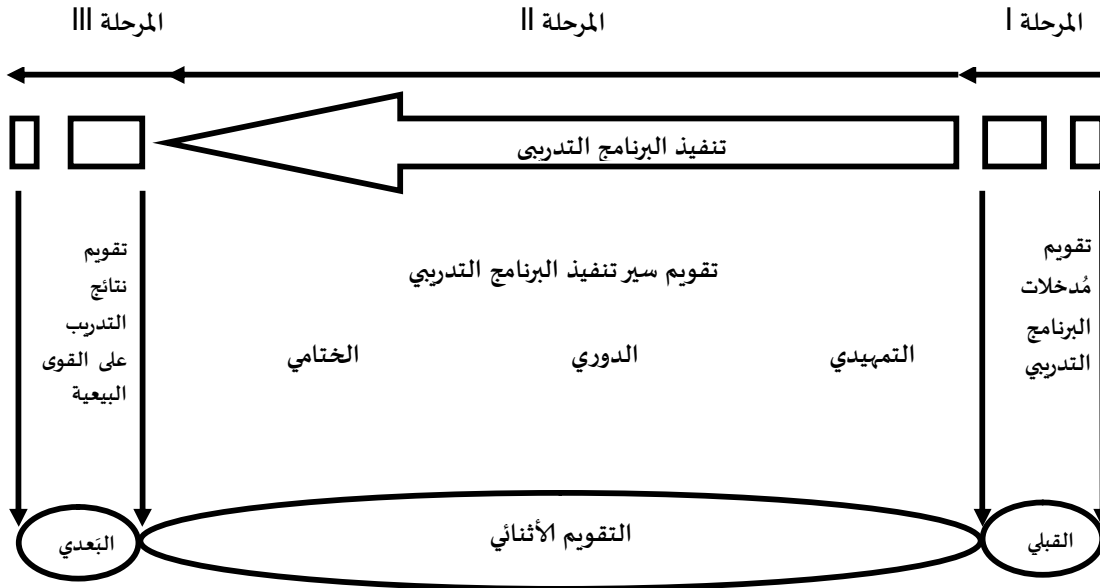 المرحلة I
المرحلة II
المرحلة III
تنفيذ البرنامج التدريبى
تقويم
مُدخلات
البرنامج
التدريبي
تقويم سير تنفيذ البرنامج التدريبي
التمهيدي
الدوري
الختامي
تقويم
نتائج
التدريب
على القوى
البيعية
القبلي
التقويم الأثنائي
البَعدي